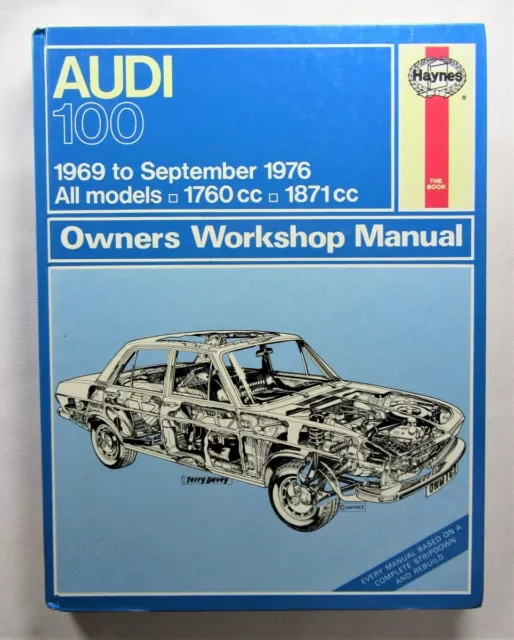 AUDI
100
1969 to September 1976
All models □ 1760 cc □ 1871 cc
Haynes
®
THE
BOOK
Owners Workshop Manual
Terry Davey
© HAYNES
EVERY MANUAL BASED ON A
COMPLETE STRIPDOWN
AND REBUILD